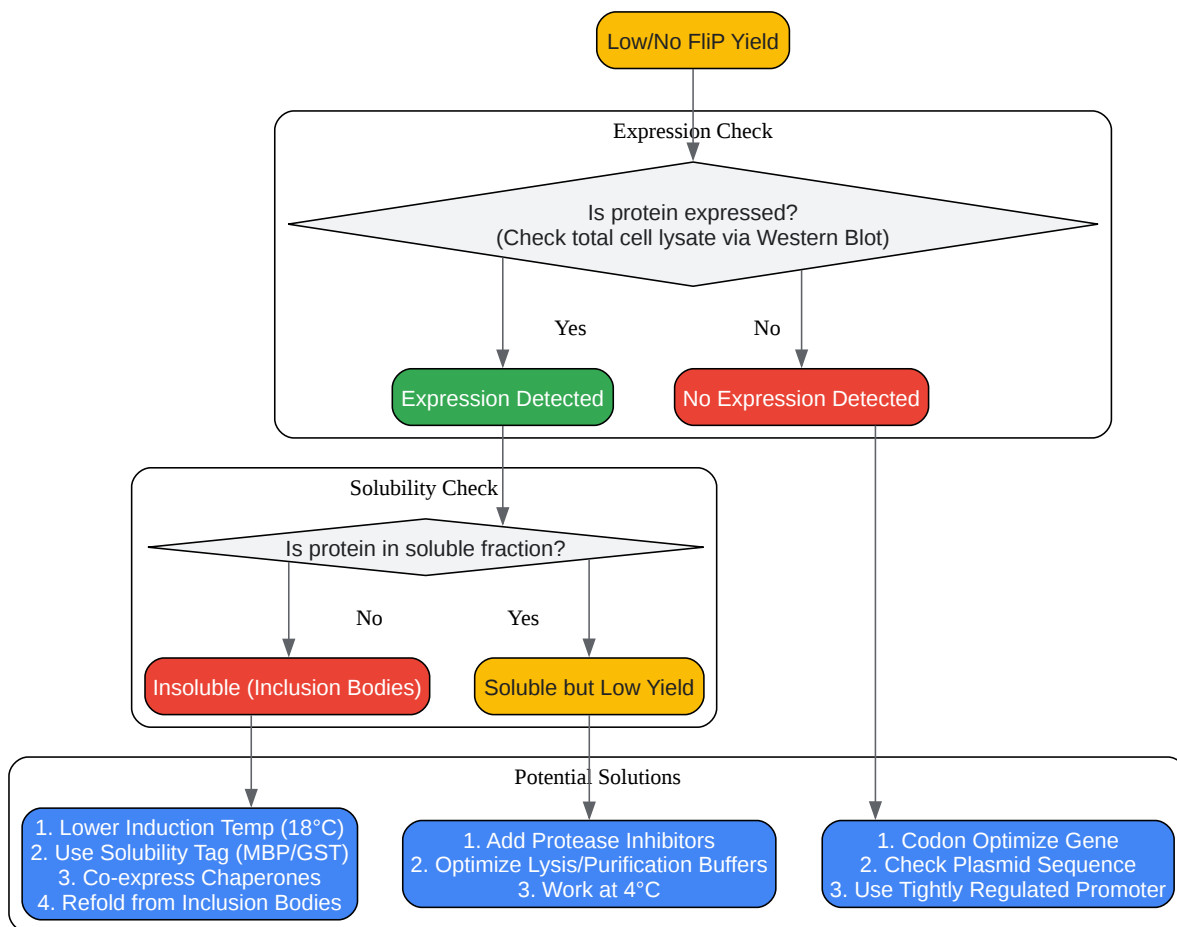 Low/No FliP Yield
Expression Check
Is protein expressed?
(Check total cell lysate via Western Blot)
Yes
No
Expression Detected
No Expression Detected
Solubility Check
Is protein in soluble fraction?
No
Yes
Insoluble (Inclusion Bodies)
Soluble but Low Yield
Potential Solutions
1. Lower Induction Temp (18°C)
2. Use Solubility Tag (MBP/GST)
3. Co-express Chaperones
4. Refold from Inclusion Bodies
1. Add Protease Inhibitors
2. Optimize Lysis/Purification Buffers
3. Work at 4°C
1. Codon Optimize Gene
2. Check Plasmid Sequence
3. Use Tightly Regulated Promoter